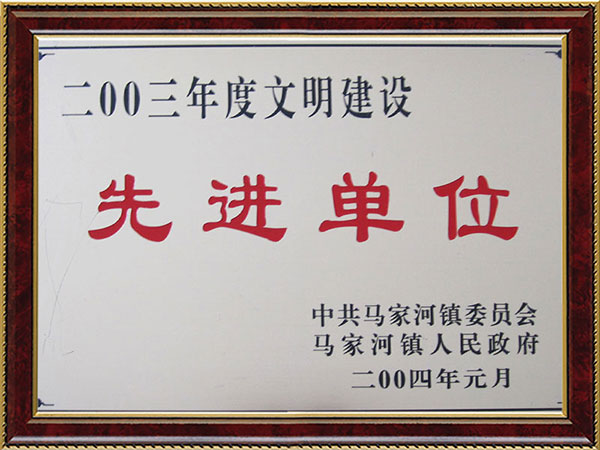 二00三年度文明建设
先进单位
中共马家河镇委员会
马家河镇人民政府
二00四年元月